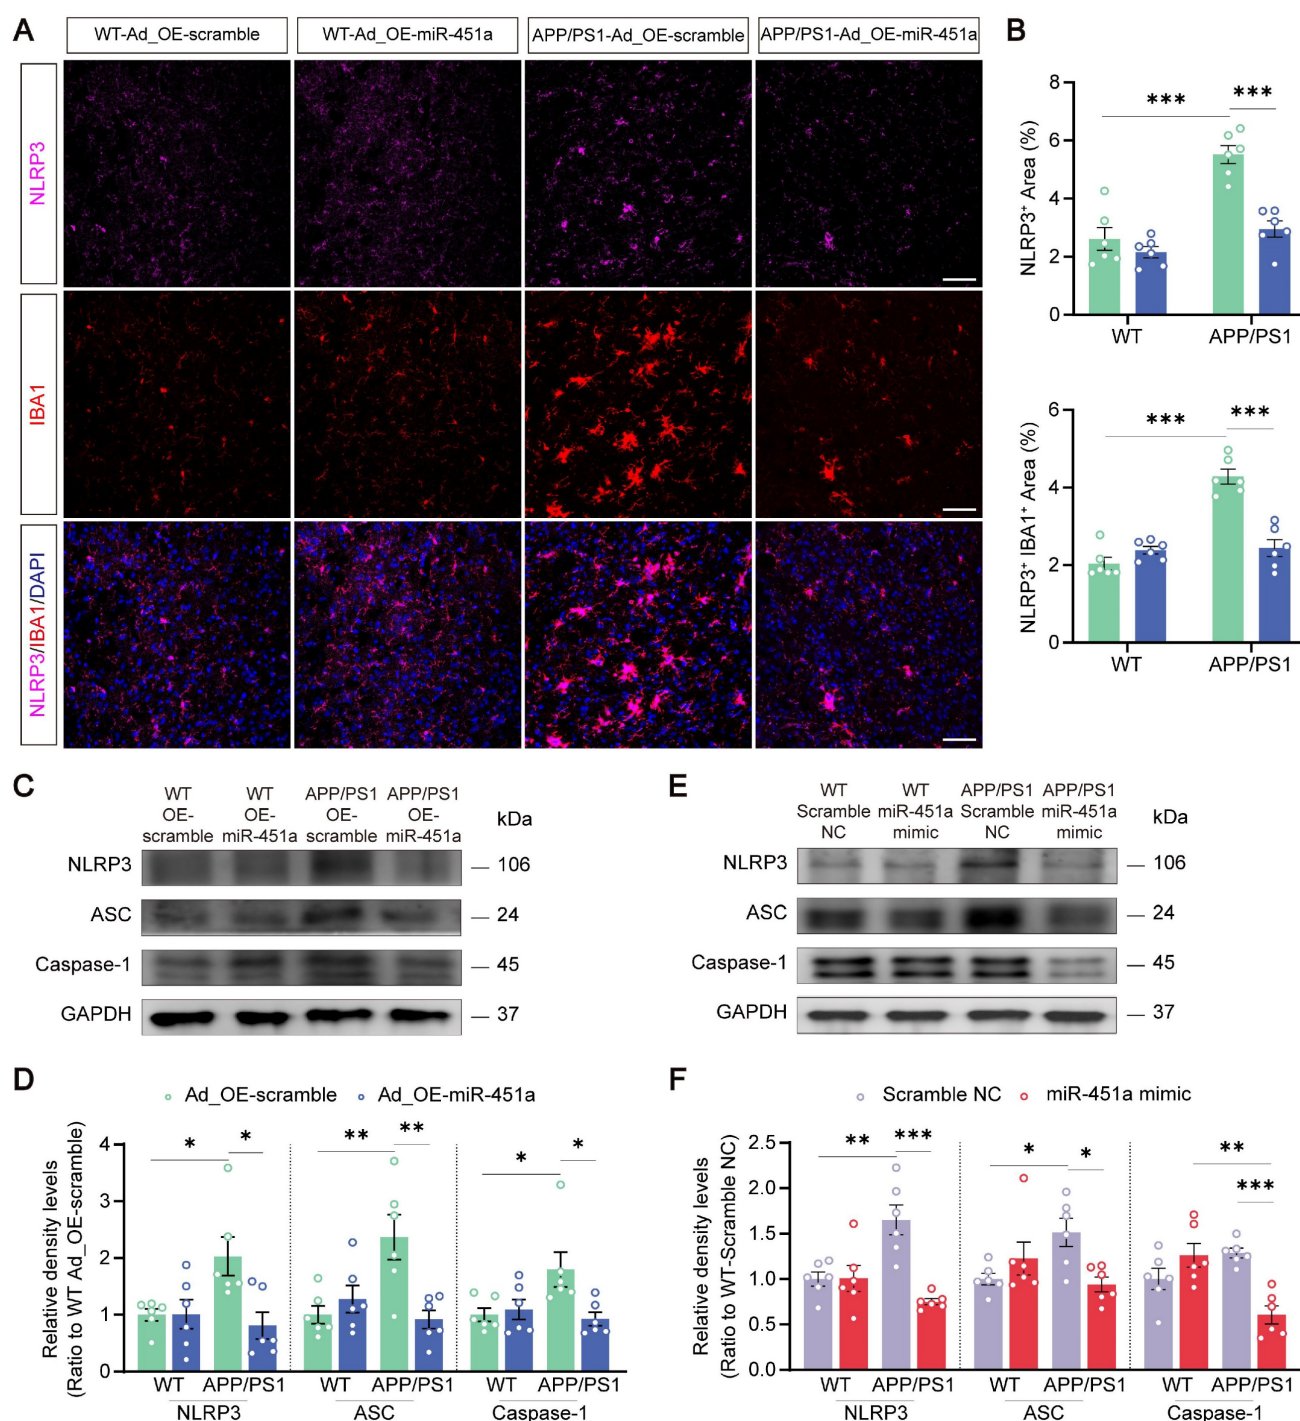 A
WT-Ad_OE-scramble
WT-Ad_OE-miR-451a
APP/PS1-Ad_OE-scramble
APP/PS1-Ad_OE-miR-451a
NLRP3
IBA1
NLRP3/IBA1/DAPI
B
NLRP3⁺ Area (%)
8
6
4
2
0
***
***
WT
APP/PS1
NLRP3⁺ IBA1⁺ Area (%)
6
4
2
0
***
***
WT
APP/PS1
C
WT
OE-
scramble
WT
OE-
miR-451a
APP/PS1
OE-
scramble
APP/PS1
OE-
miR-451a
kDa
NLRP3
106
ASC
24
Caspase-1
45
GAPDH
37
E
WT
Scramble
NC
WT
miR-451a
mimic
APP/PS1
Scramble
NC
APP/PS1
miR-451a
mimic
kDa
NLRP3
106
ASC
24
Caspase-1
45
GAPDH
37
D
Ad_OE-scramble
Ad_OE-miR-451a
Relative density levels
(Ratio to WT Ad_OE-scramble)
4
3
2
1
0
*
*
**
**
*
*
WT
APP/PS1
WT
APP/PS1
WT
APP/PS1
NLRP3
ASC
Caspase-1
F
Scramble NC
miR-451a mimic
Relative density levels
(Ratio to WT-Scramble NC)
2.5
2.0
1.5
1.0
0.5
0.0
**
***
*
*
**
***
WT
APP/PS1
WT
APP/PS1
WT
APP/PS1
NLRP3
ASC
Caspase-1